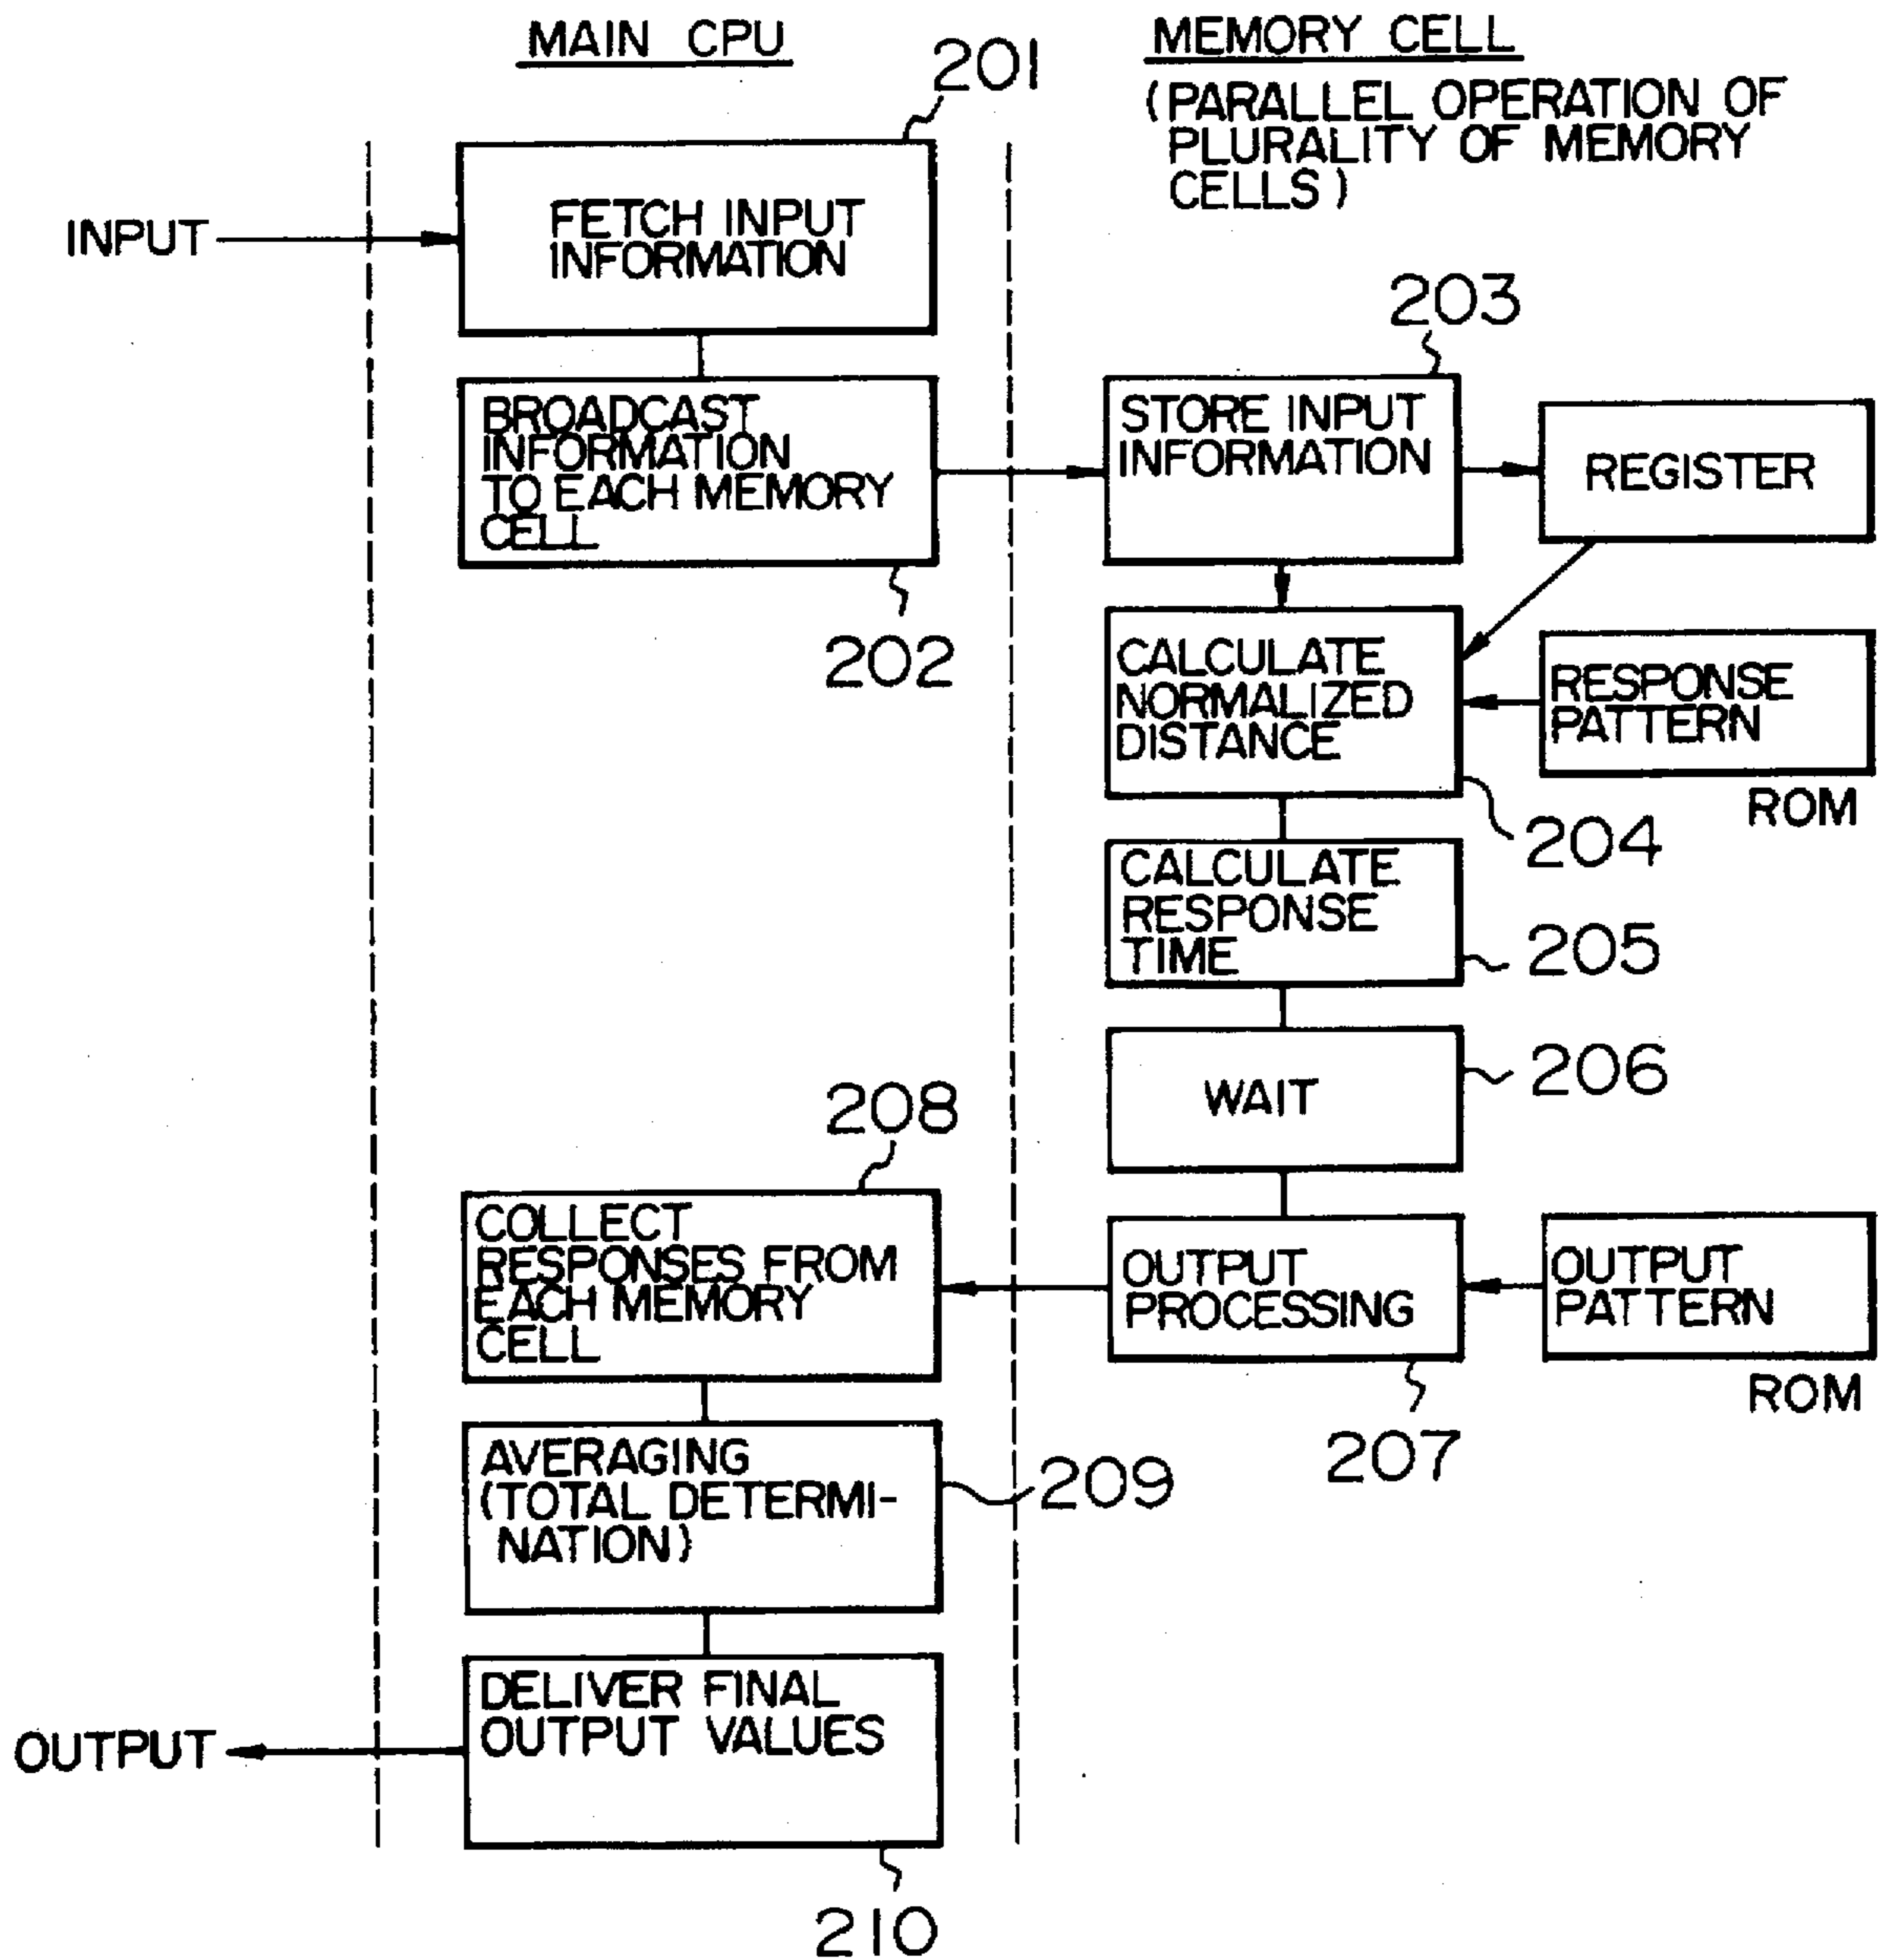 MAIN CPU
MEMORY CELL
(PARALLEL OPERATION OF
PLURALITY OF MEMORY
CELLS)
201
INPUT
FETCH INPUT
INFORMATION
BROADCAST
INFORMATION
TO EACH MEMORY
CELL
202
203
STORE INPUT
INFORMATION
REGISTER
CALCULATE
NORMALIZED
DISTANCE
204
RESPONSE
PATTERN
ROM
CALCULATE
RESPONSE
TIME
205
WAIT
206
OUTPUT
PROCESSING
207
OUTPUT
PATTERN
ROM
208
COLLECT
RESPONSES FROM
EACH MEMORY
CELL
AVERAGING
(TOTAL DETERMI-
NATION)
209
DELIVER FINAL
OUTPUT VALUES
OUTPUT
210